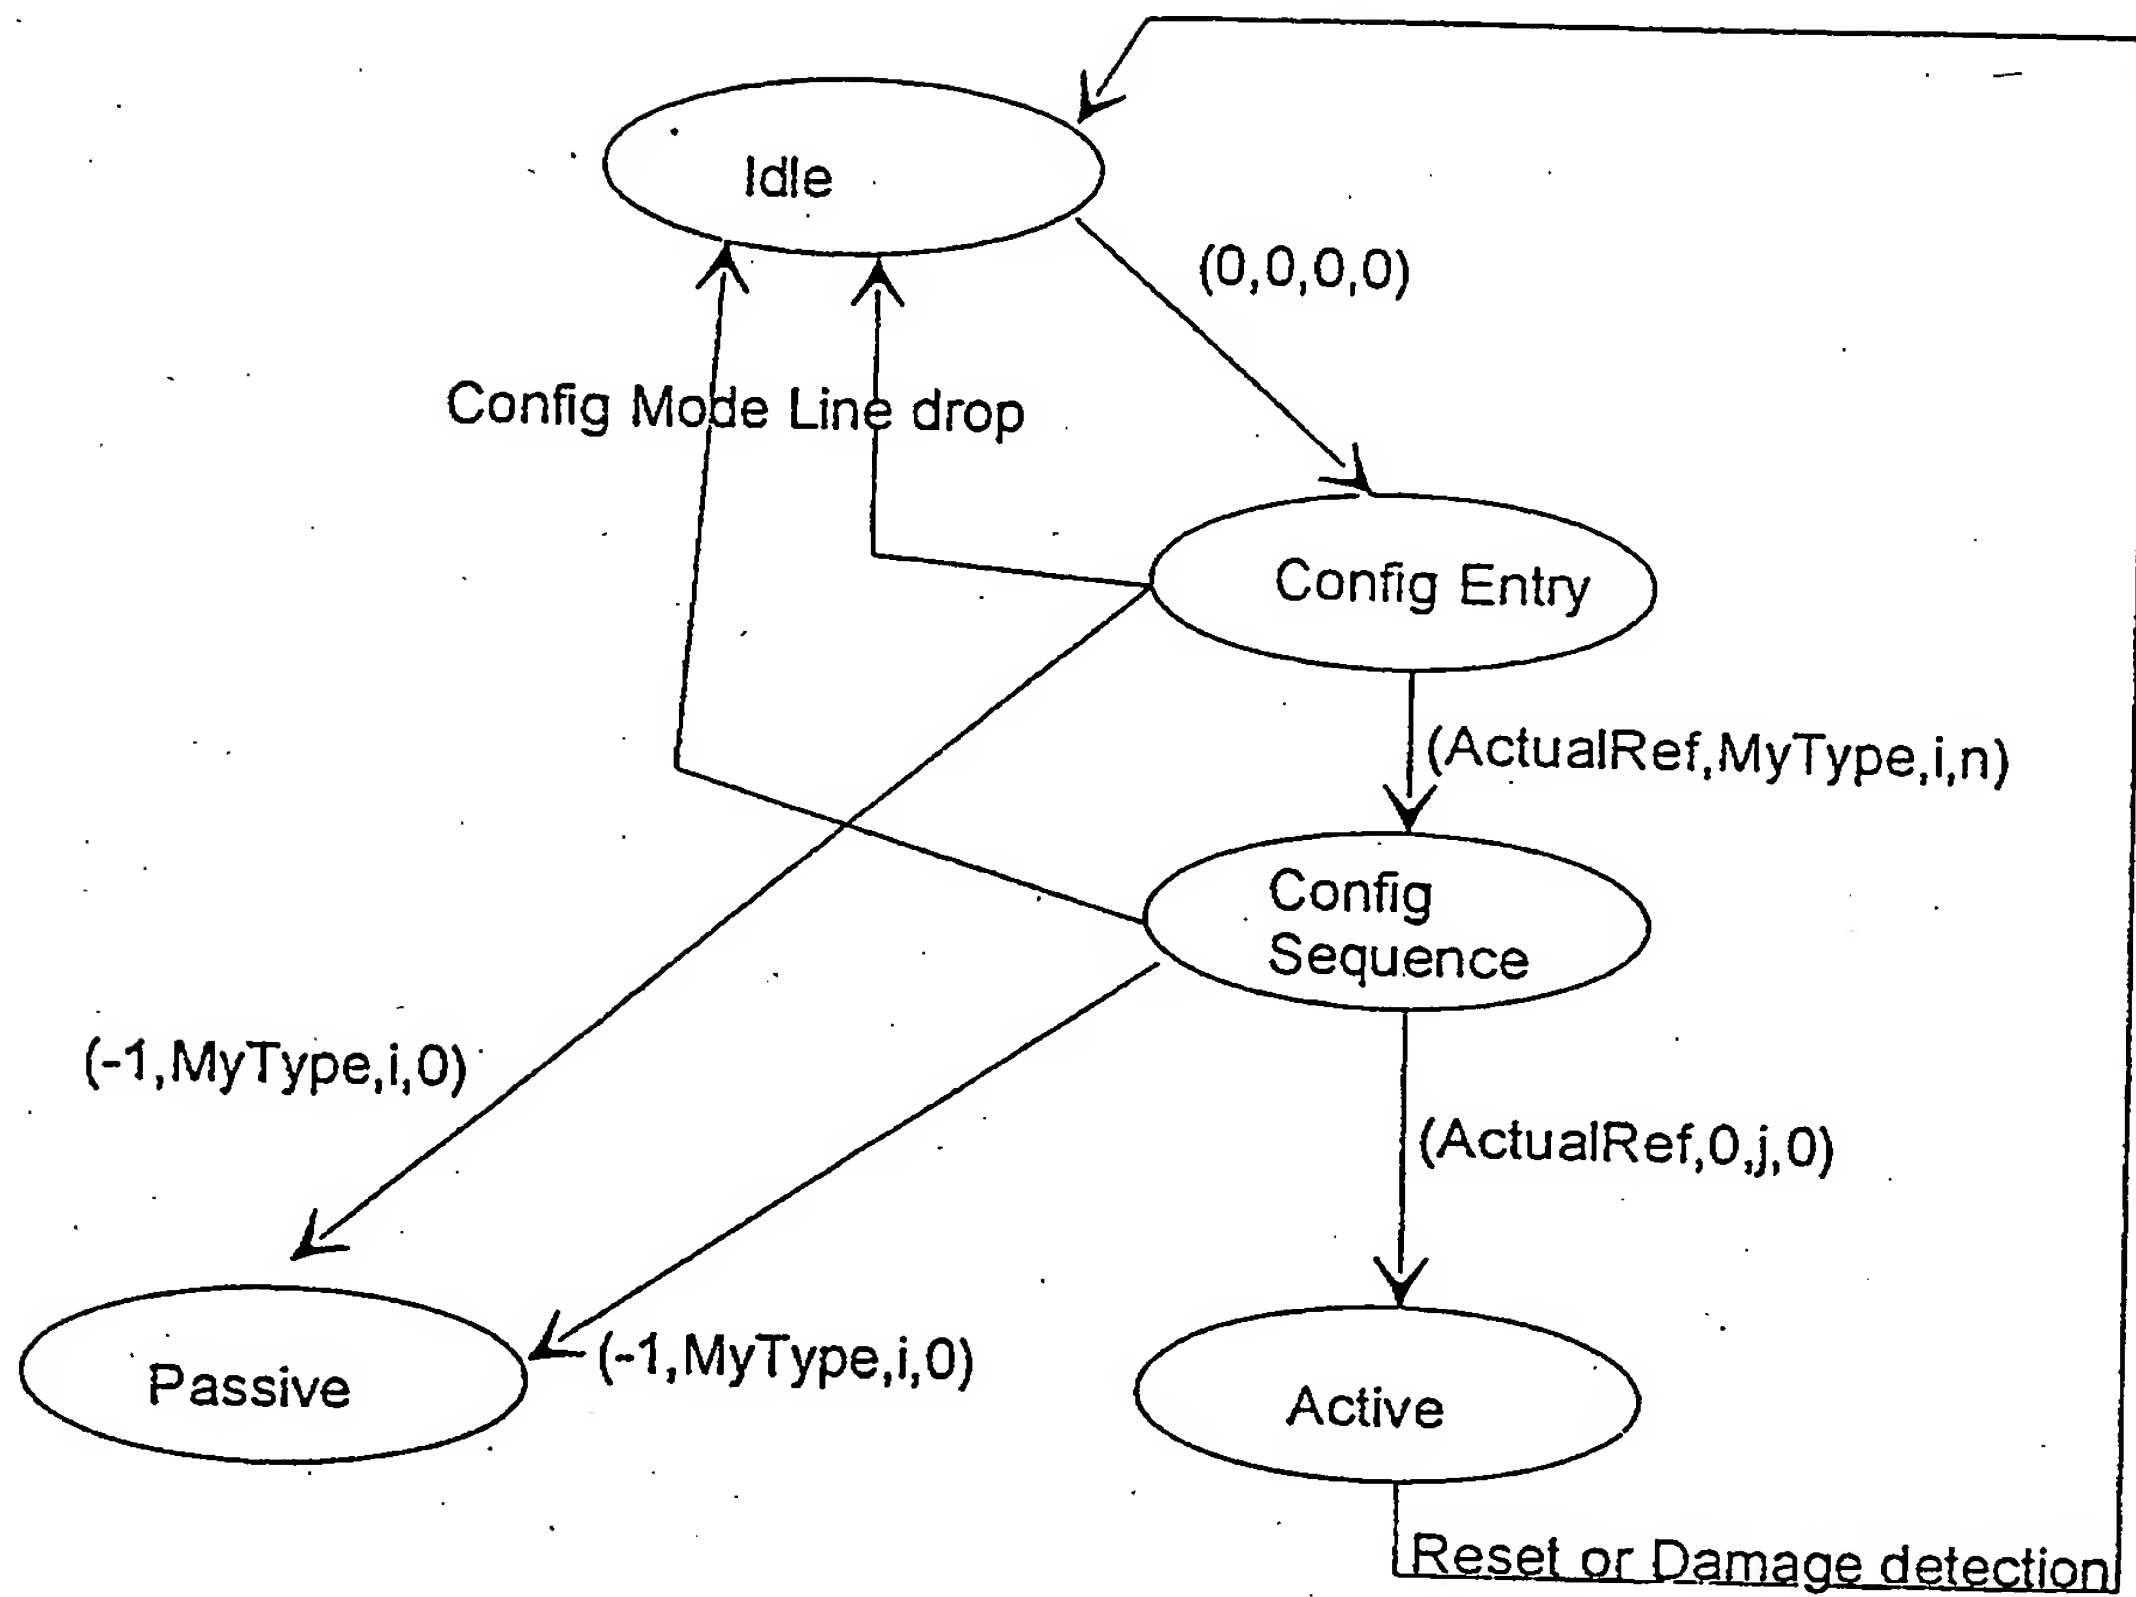 Idle
(0,0,0,0)
Config Mode Line drop
Config Entry
(ActualRef,MyType,i,n)
Config
Sequence
(-1,MyType,i,0)
(ActualRef,0,j,0)
(-1,MyType,i,0)
Passive
Active
Reset or Damage detection